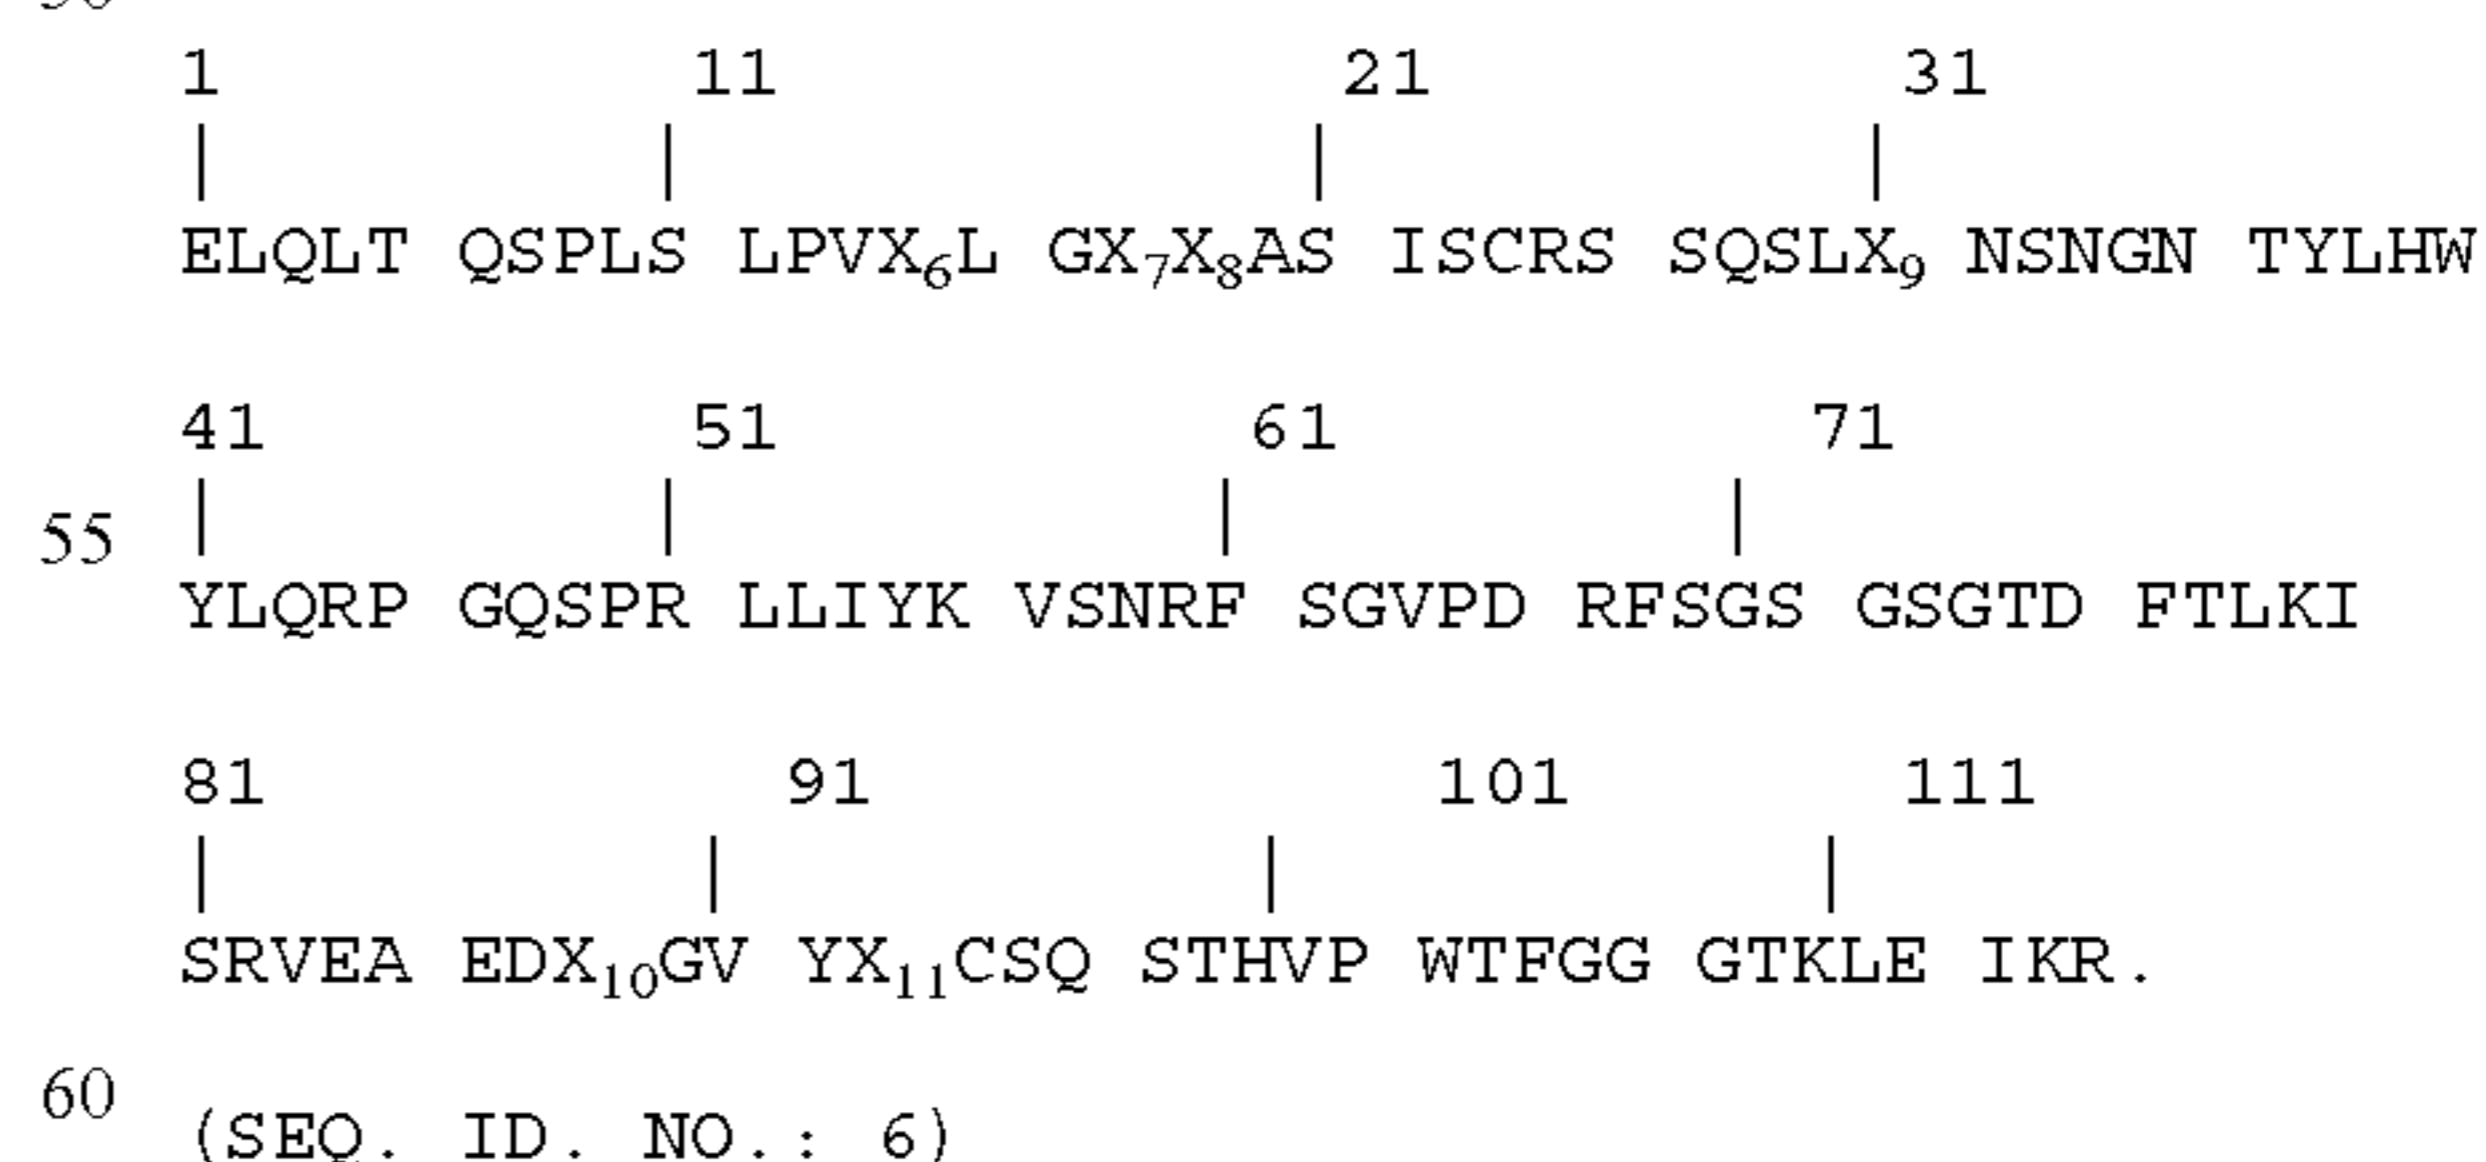 1 11 21 31
| | | |
ELQLT QSPLS LPVX₆L GX₇X₈AS ISCRS SQSLX₉ NSNGN TYLHW
41 51 61 71
55 | | | |
YLQRP GQSPR LLIYK VSNRF SGVPD RFSGS GSGTD FTLKI
81 91 101 111
| | | |
SRVEA EDX₁₀GV YX₁₁CSQ STHVP WTFGG GTKLE IKR.
60 (SEQ. ID. NO.: 6)